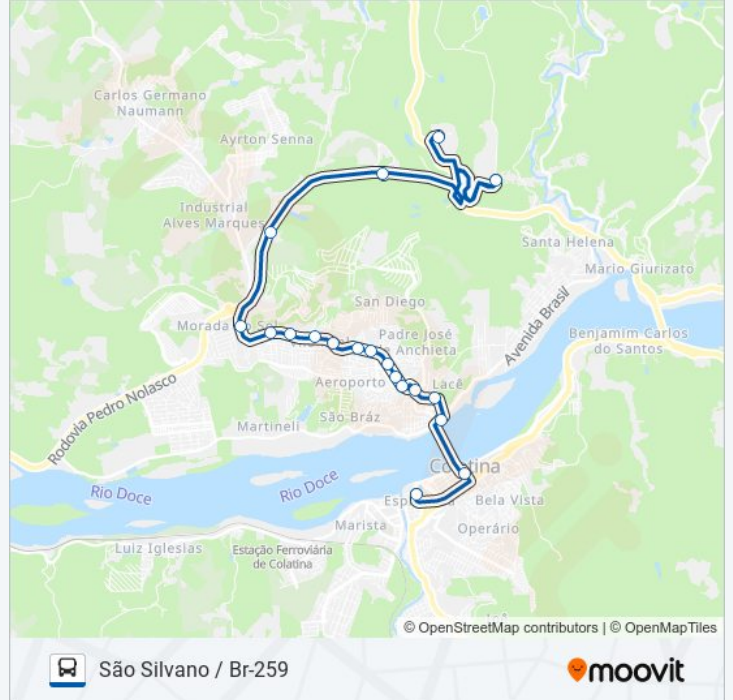 Carlos Germano
Naumann
Ayrton Senna
Industrial
Alves Marques
Santa Helena
Mario Giurizato
San Diego
Avenida Brasil
Morada
Padre José
Anchieta
Benjamim Carlos
do Santos
Aeroporto
Lacê
Rodovia Pedro Nolasco
São Bráz
Martineli
Colatina
Rio Doce
Rio Doce
Bela Vista
Marista
Operário
Luiz Iglesias
Estação Ferroviária
de Colatina
© OpenStreetMap contributors | © OpenMapTiles
São Silvano / Br-259
moovit